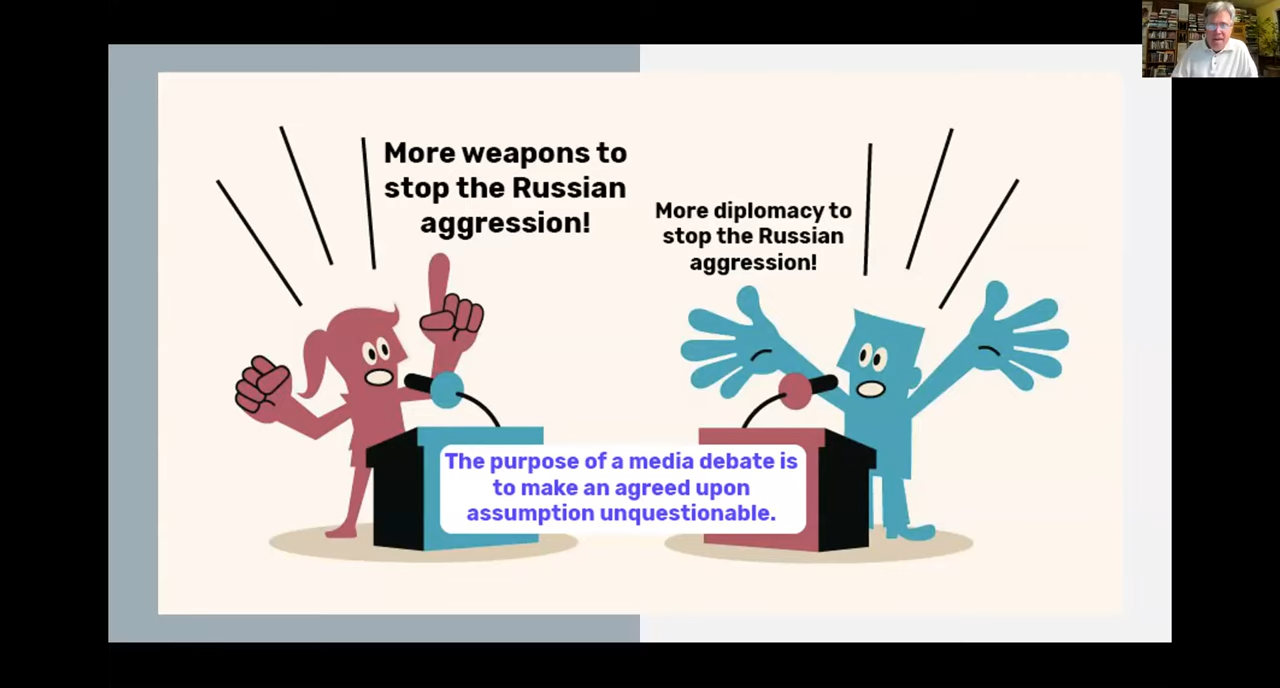 More weapons to
stop the Russian
aggression!
More diplomacy to
stop the Russian
aggression!
The purpose of a media debate is
to make an agreed upon
assumption unquestionable.